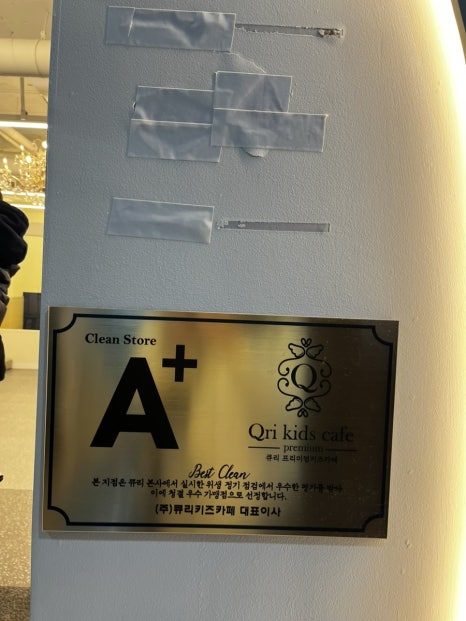 Clean Store
A+
Q
Qri kids cafe
premium
큐리 프리미엄키즈카페
Best Clean
본 지점은 큐리 본사에서 실시한 위생 정기 점검에서 우수한 평가를 받아
이에 청결 우수 가맹점으로 선정합니다.
(주)큐리키즈카페 대표이사